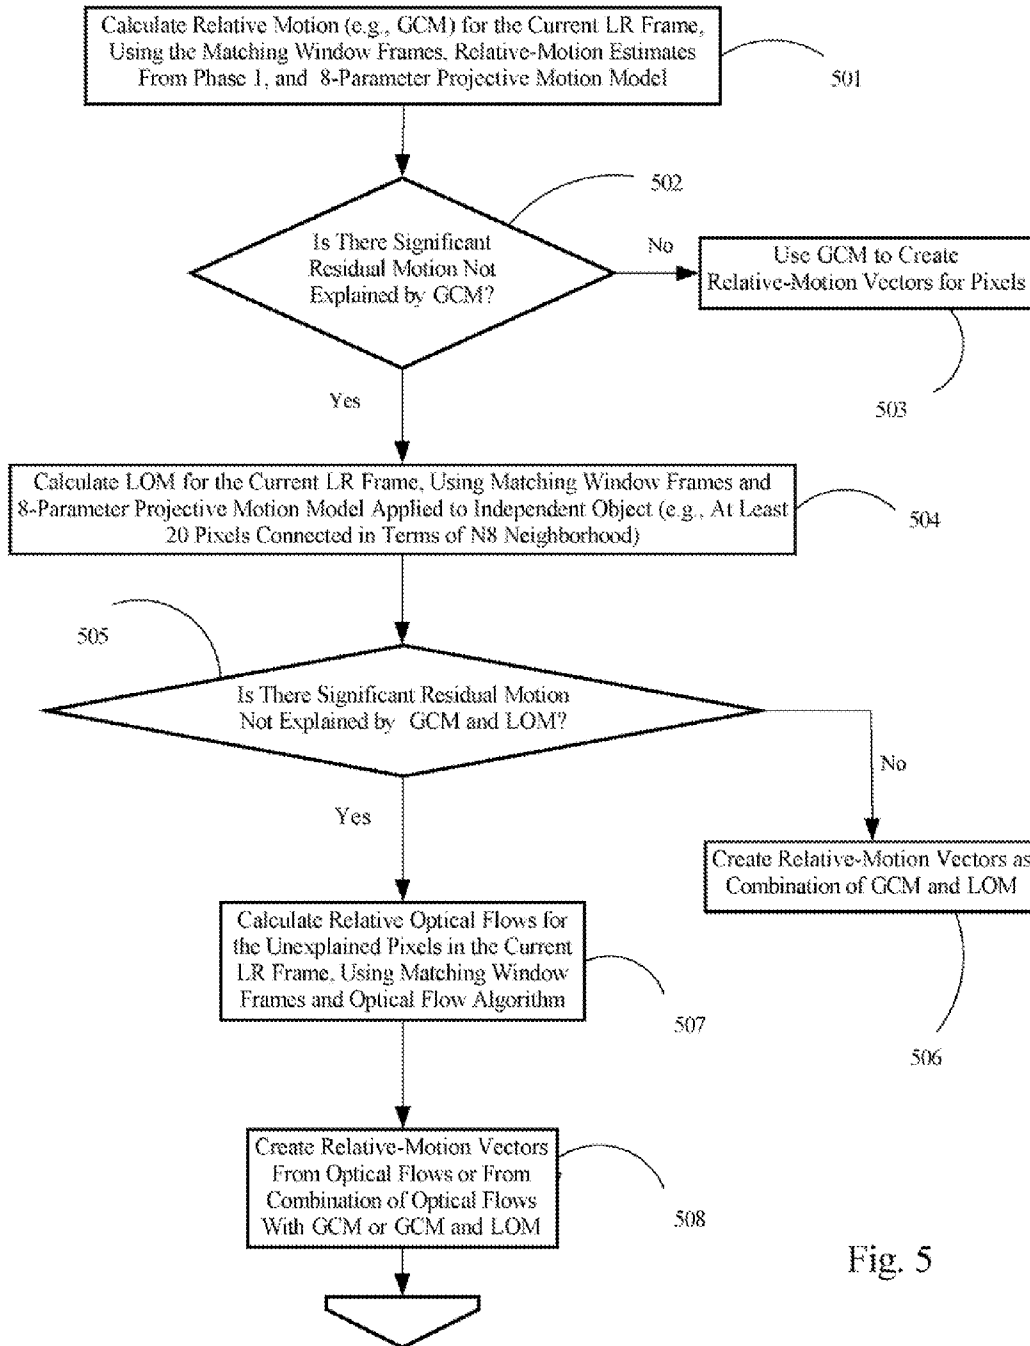 Calculate Relative Motion (e.g., GCM) for the Current LR Frame,
Using the Matching Window Frames, Relative-Motion Estimates
From Phase 1, and 8-Parameter Projective Motion Model
501
502
Is There Significant
Residual Motion Not
Explained by GCM?
No
Use GCM to Create
Relative-Motion Vectors for Pixels
503
Yes
Calculate LOM for the Current LR Frame, Using Matching Window Frames and
8-Parameter Projective Motion Model Applied to Independent Object (e.g., At Least
20 Pixels Connected in Terms of N8 Neighborhood)
504
505
Is There Significant Residual Motion
Not Explained by GCM and LOM?
No
Yes
Create Relative-Motion Vectors as
Combination of GCM and LOM
506
Calculate Relative Optical Flows for
the Unexplained Pixels in the Current
LR Frame, Using Matching Window
Frames and Optical Flow Algorithm
507
Create Relative-Motion Vectors
From Optical Flows or From
Combination of Optical Flows
With GCM or GCM and LOM
508
Fig. 5